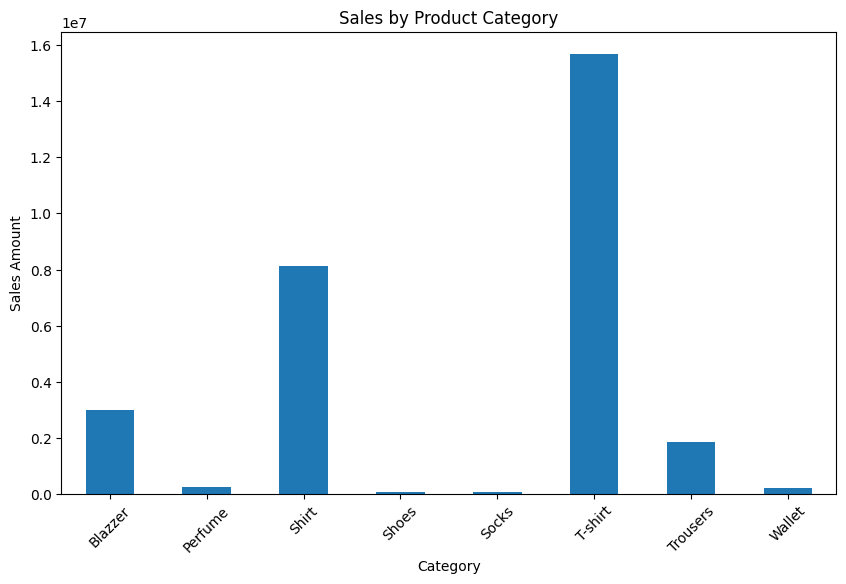 Sales by Product Category
1e7
1.6
1.4
1.2
1.0
0.8
0.6
0.4
0.2
0.0
Sales Amount
Blazzer
Perfume
Shirt
Shoes
Socks
T-shirt
Trousers
Wallet
Category